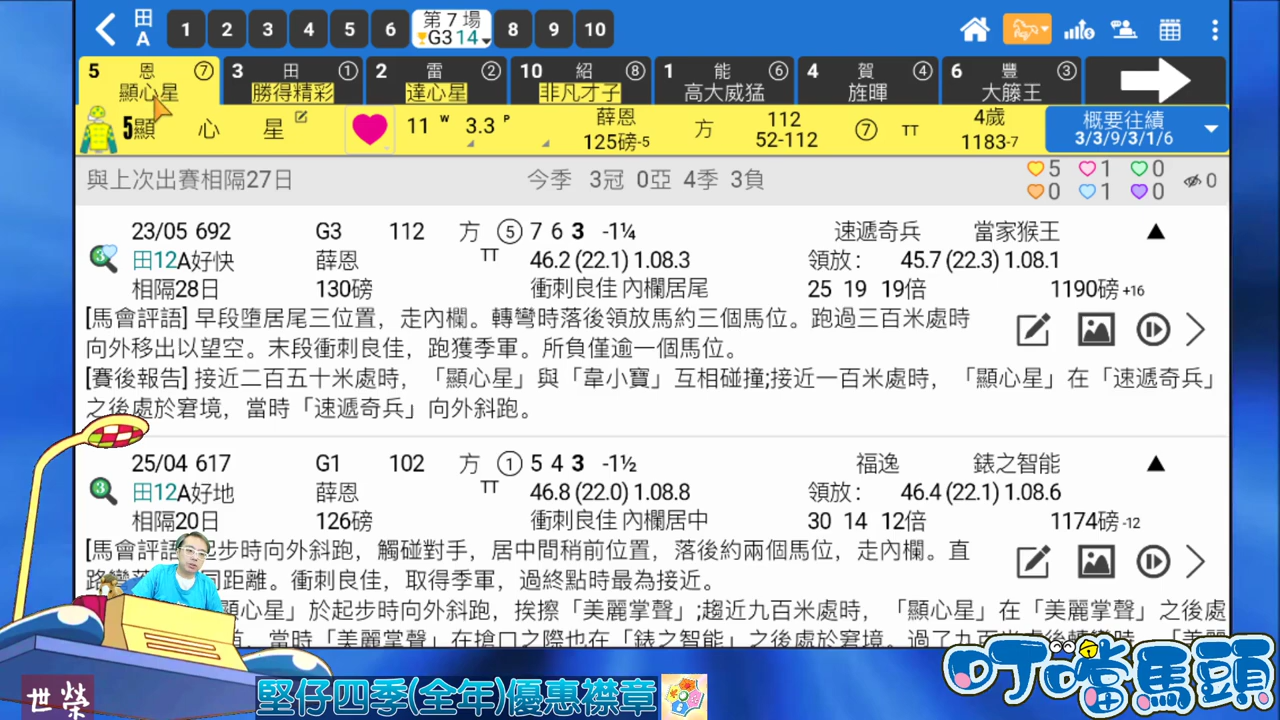 田
A
1 2 3 4 5 6 第7場 G3 14 8 9 10
5 恩 ⑦ 顯心星
3 田 ① 勝得精彩
2 雷 ② 達心星
10 紹 ⑧ 非凡才子
1 能 ⑥ 高大威猛
4 賀 ④ 旌暉
6 豐 ③ 大藤王
5顯 心 星 11 W 3.3 P 薛恩 方 112 ⑦ TT 4歲 概要往績
125磅-5 52-112 1183-7 3/3/9/3/1/6
與上次出賽相隔27日 今季 3冠 0亞 4季 3負
5 1 0
0 1 0 0
23/05 692 G3 112 方 ⑤ 7 6 3 -1¼ 速遞奇兵 當家猴王 ▲
3 田12A好快 薛恩 TT 46.2 (22.1) 1.08.3 領放： 45.7 (22.3) 1.08.1
相隔28日 130磅 衝刺良佳 內欄居尾 25 19 19倍 1190磅 +16
[馬會評語] 早段墮居尾三位置，走內欄。轉彎時落後領放馬約三個馬位。跑過三百米處時
向外移出以望空。末段衝刺良佳，跑獲季軍。所負僅逾一個馬位。
[賽後報告] 接近二百五十米處時，「顯心星」與「韋小寶」互相碰撞;接近一百米處時，「顯心星」在「速遞奇兵」
之後處於窘境，當時「速遞奇兵」向外斜跑。
25/04 617 G1 102 方 ① 5 4 3 -1½ 福逸 錶之智能 ▲
3 田12A好地 薛恩 TT 46.8 (22.0) 1.08.8 領放： 46.4 (22.1) 1.08.6
相隔20日 126磅 衝刺良佳 內欄居中 30 14 12倍 1174磅 -12
[馬會評語 起步時向外斜跑，觸碰對手，居中間稍前位置，落後約兩個馬位，走內欄。直
路 同距離。衝刺良佳，取得季軍，過終點時最為接近。
顯心星」於起步時向外斜跑，挨擦「美麗掌聲」;趨近九百米處時，「顯心星」在「美麗掌聲」之後處
當時「美麗掌聲」在搶口之際也在「錶之智能」之後處於窘境。過了九百米處後轉彎時，「美麗
世榮
堅仔四季(全年)優惠襟章
叮噹馬頭